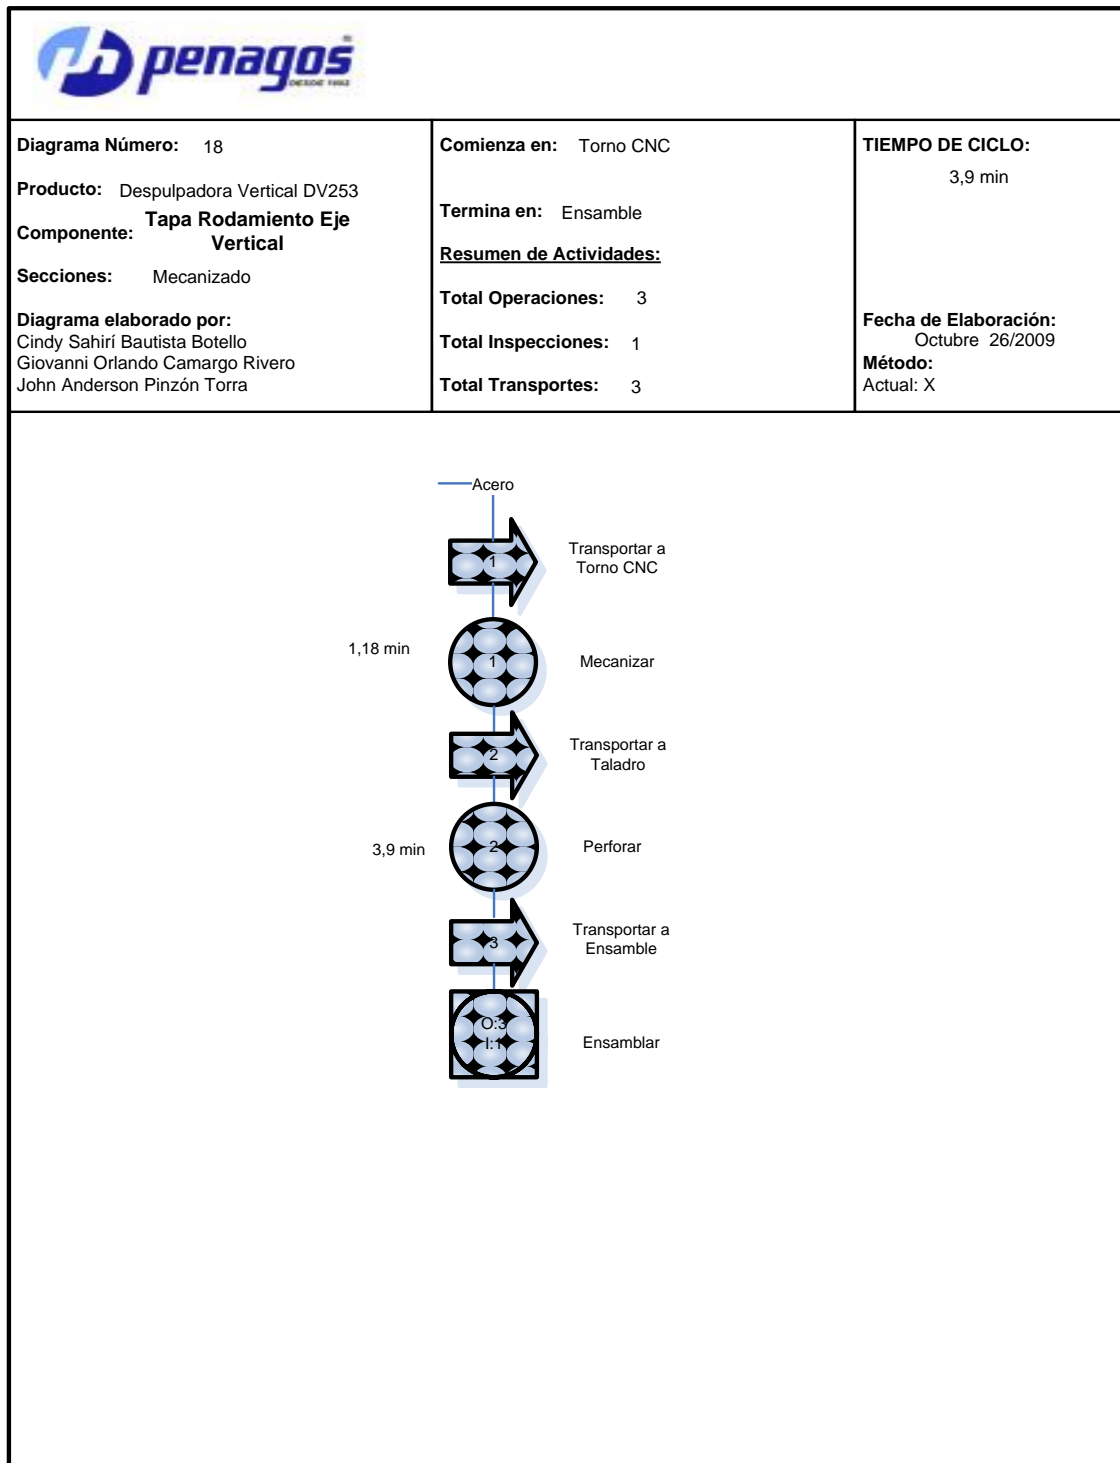 penagos
DESDE 1892
Diagrama Número: 18
Producto: Despulpadora Vertical DV253
Componente: Tapa Rodamiento Eje
Vertical
Secciones: Mecanizado
Diagrama elaborado por:
Cindy Sahirí Bautista Botello
Giovanni Orlando Camargo Rivero
John Anderson Pinzón Torra
Comienza en: Torno CNC
Termina en: Ensamble
Resumen de Actividades:
Total Operaciones: 3
Total Inspecciones: 1
Total Transportes: 3
TIEMPO DE CICLO:
3,9 min
Fecha de Elaboración:
Octubre 26/2009
Método:
Actual: X
Acero
1
Transportar a
Torno CNC
1,18 min
1
Mecanizar
2
Transportar a
Taladro
3,9 min
2
Perforar
3
Transportar a
Ensamble
O:3
I:1
Ensamblar